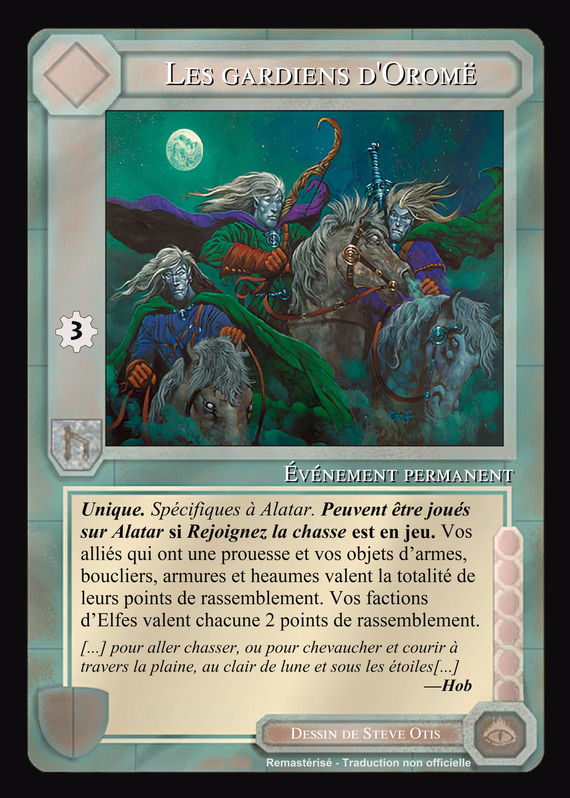 Les gardiens d'Oromë
3
Événement permanent
Unique. Spécifiques à Alatar. Peuvent être joués
sur Alatar si Rejoignez la chasse est en jeu. Vos
alliés qui ont une prouesse et vos objets d'armes,
boucliers, armures et heaumes valent la totalité de
leurs points de rassemblement. Vos factions
d'Elfes valent chacune 2 points de rassemblement.
[...] pour aller chasser, ou pour chevaucher et courir à
travers la plaine, au clair de lune et sous les étoiles[...]
—Hob
Dessin de Steve Otis
Remastérisé - Traduction non officielle